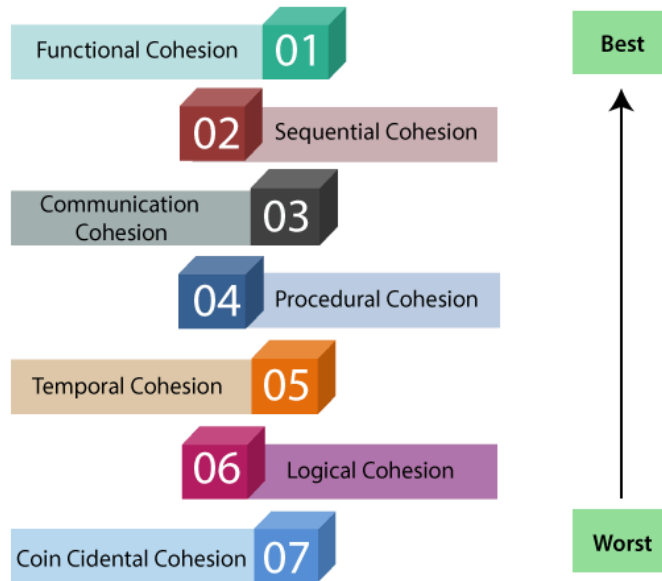 Functional Cohesion 01
Best
02 Sequential Cohesion
Communication
Cohesion
03
04 Procedural Cohesion
Temporal Cohesion 05
06 Logical Cohesion
Worst
Coin Cidental Cohesion 07